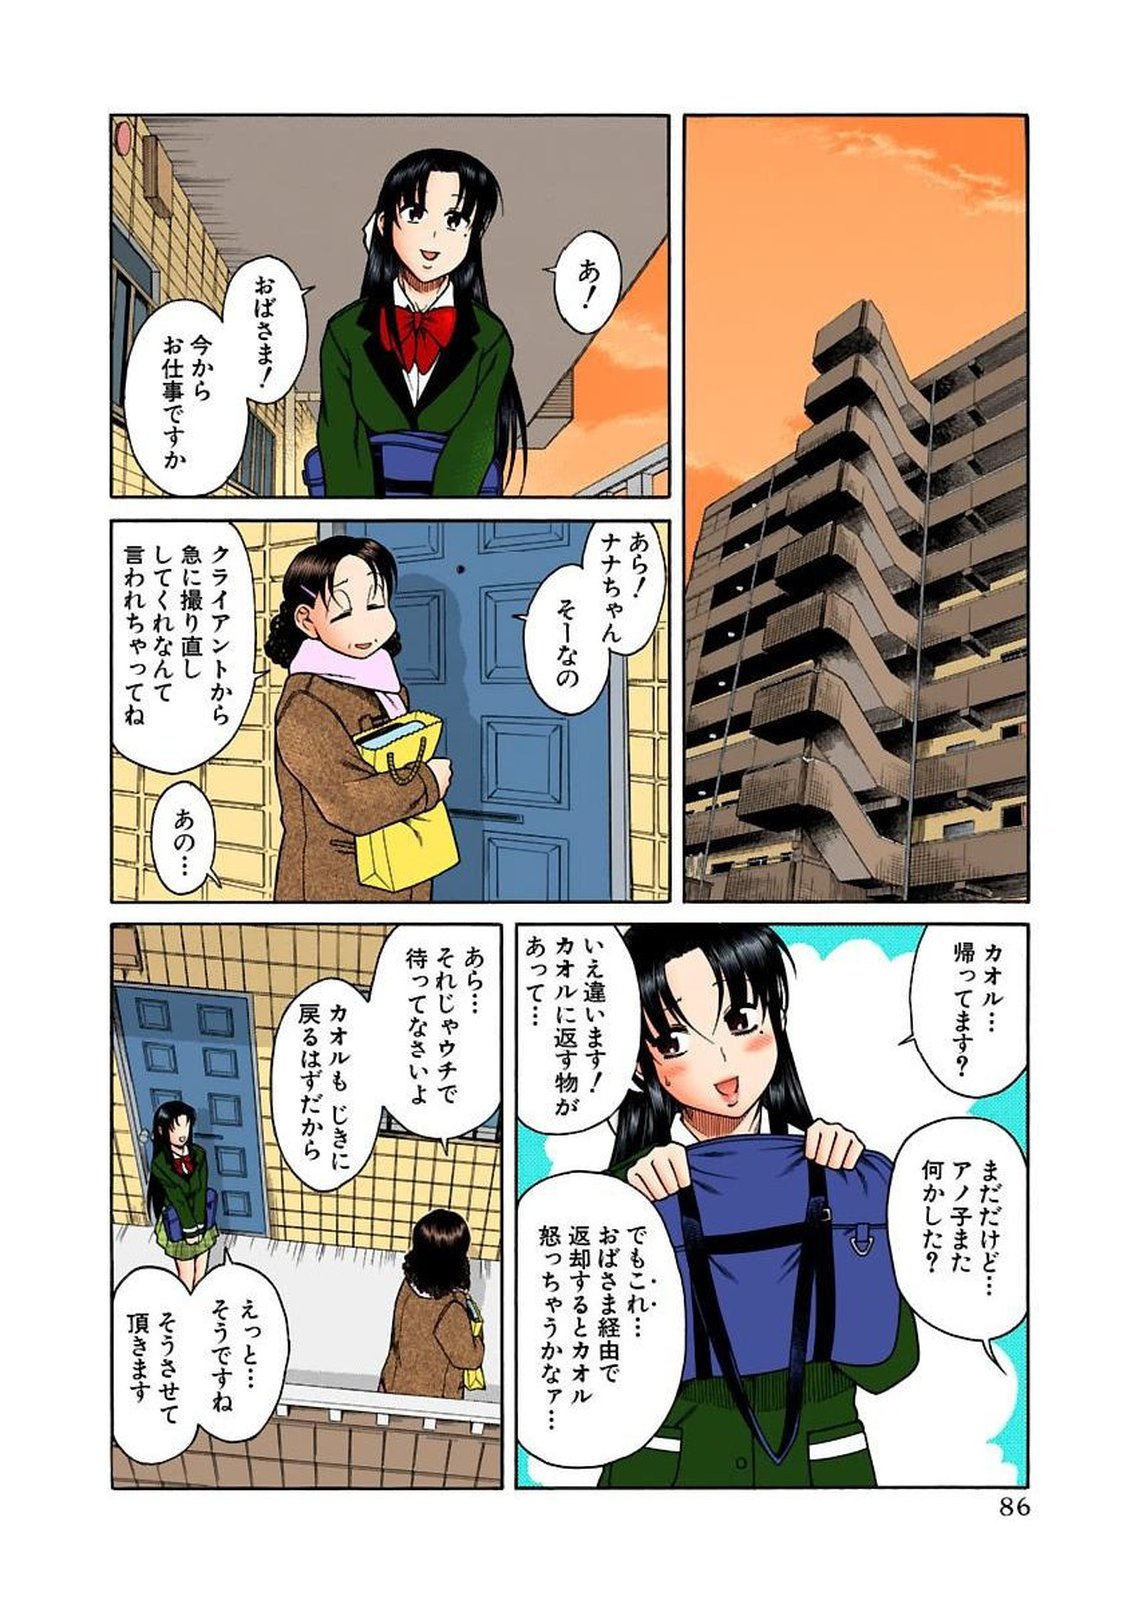 あ！
おばさま！
今から
お仕事ですか
あら！
ナナちゃん
そーなの
クライアントから
急に撮り直し
してくれなんて
言われちゃってね
あの…
カオル…
帰ってます？
まだだけど…
アノ子また
何かした？
いえ違います！
カオルに返す物が
あって…
でもこれ…
おばさま経由で
返却するとカオル
怒っちゃうかなァ…
あら…
それじゃウチで
待ってなさいよ
カオルも じきに
戻るはずだから
えっと…
そうですね
そうさせて
頂きます
86